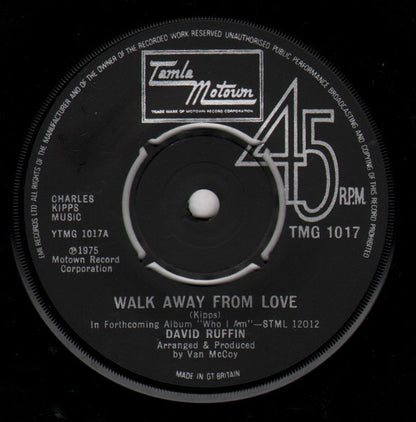 EMI RECORDS LTD ALL RIGHTS OF THE MANUFACTURER AND OF THE OWNER OF THE RECORDED WORK RESERVED UNAUTHORISED PUBLIC PERFORMANCE BROADCASTING AND COPYING OF THIS RECORD PROHIBITED
Tamla
Motown
TRADE MARK OF MOTOWN RECORD CORPORATION
45
R.P.M.
CHARLES
KIPPS
MUSIC
YTMG 1017A
TMG 1017
℗1975
Motown Record
Corporation
WALK AWAY FROM LOVE
(Kipps)
In Forthcoming Album "Who I Am"—STML 12012
DAVID RUFFIN
Arranged & Produced
by Van McCoy
MADE IN GT BRITAIN